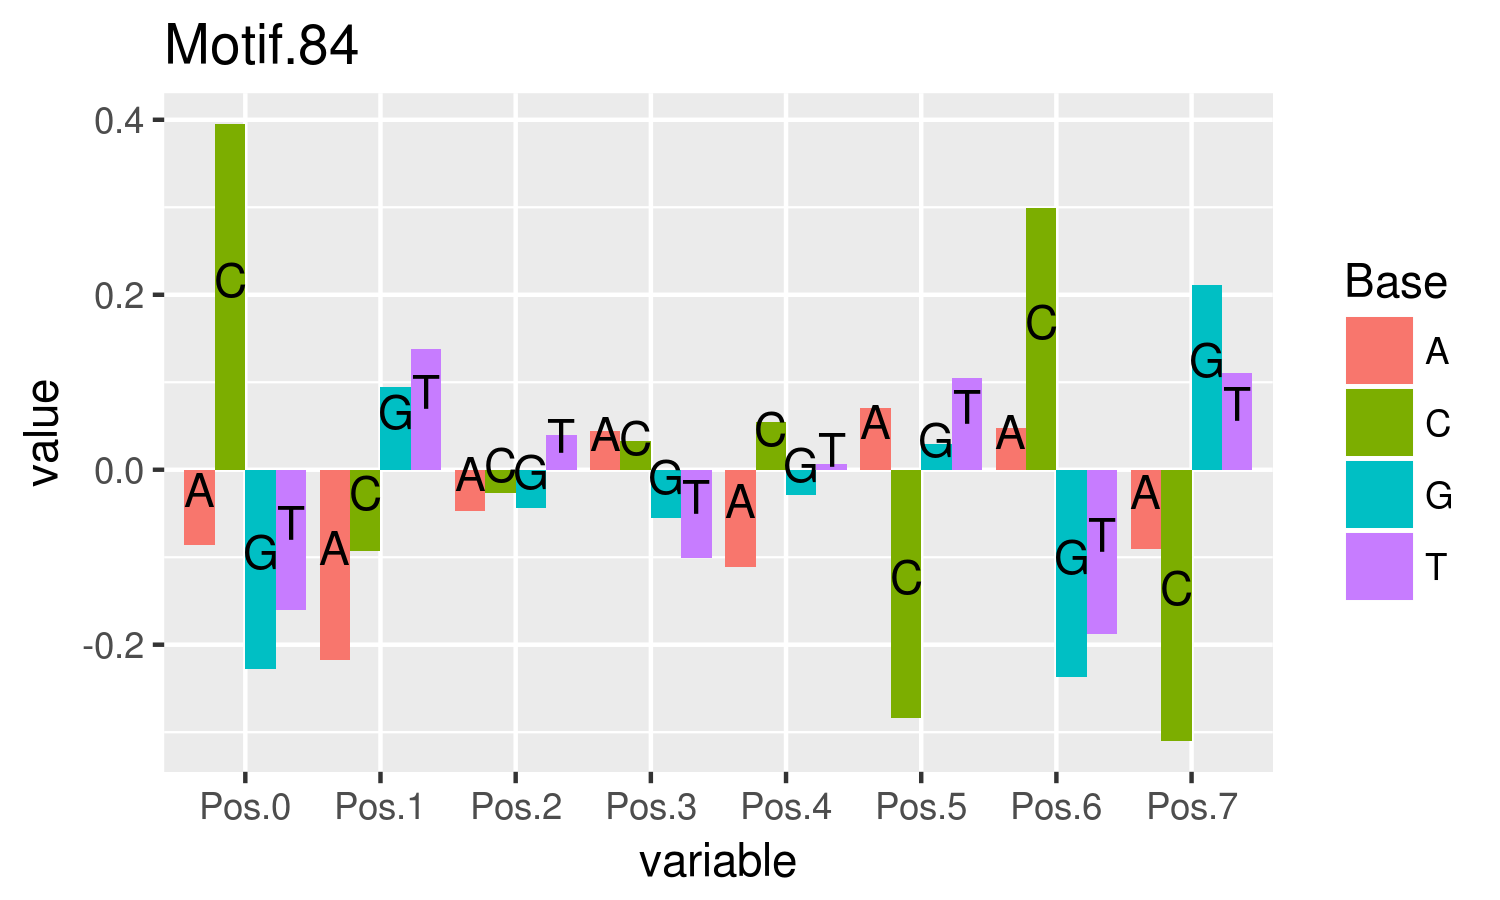 Motif.84
0.4
0.2
0.0
-0.2
value
A C G T A C G T A C G T A C G T A C G T A C G T A C G T A C G T
Pos.0 Pos.1 Pos.2 Pos.3 Pos.4 Pos.5 Pos.6 Pos.7
variable
Base
A
C
G
T